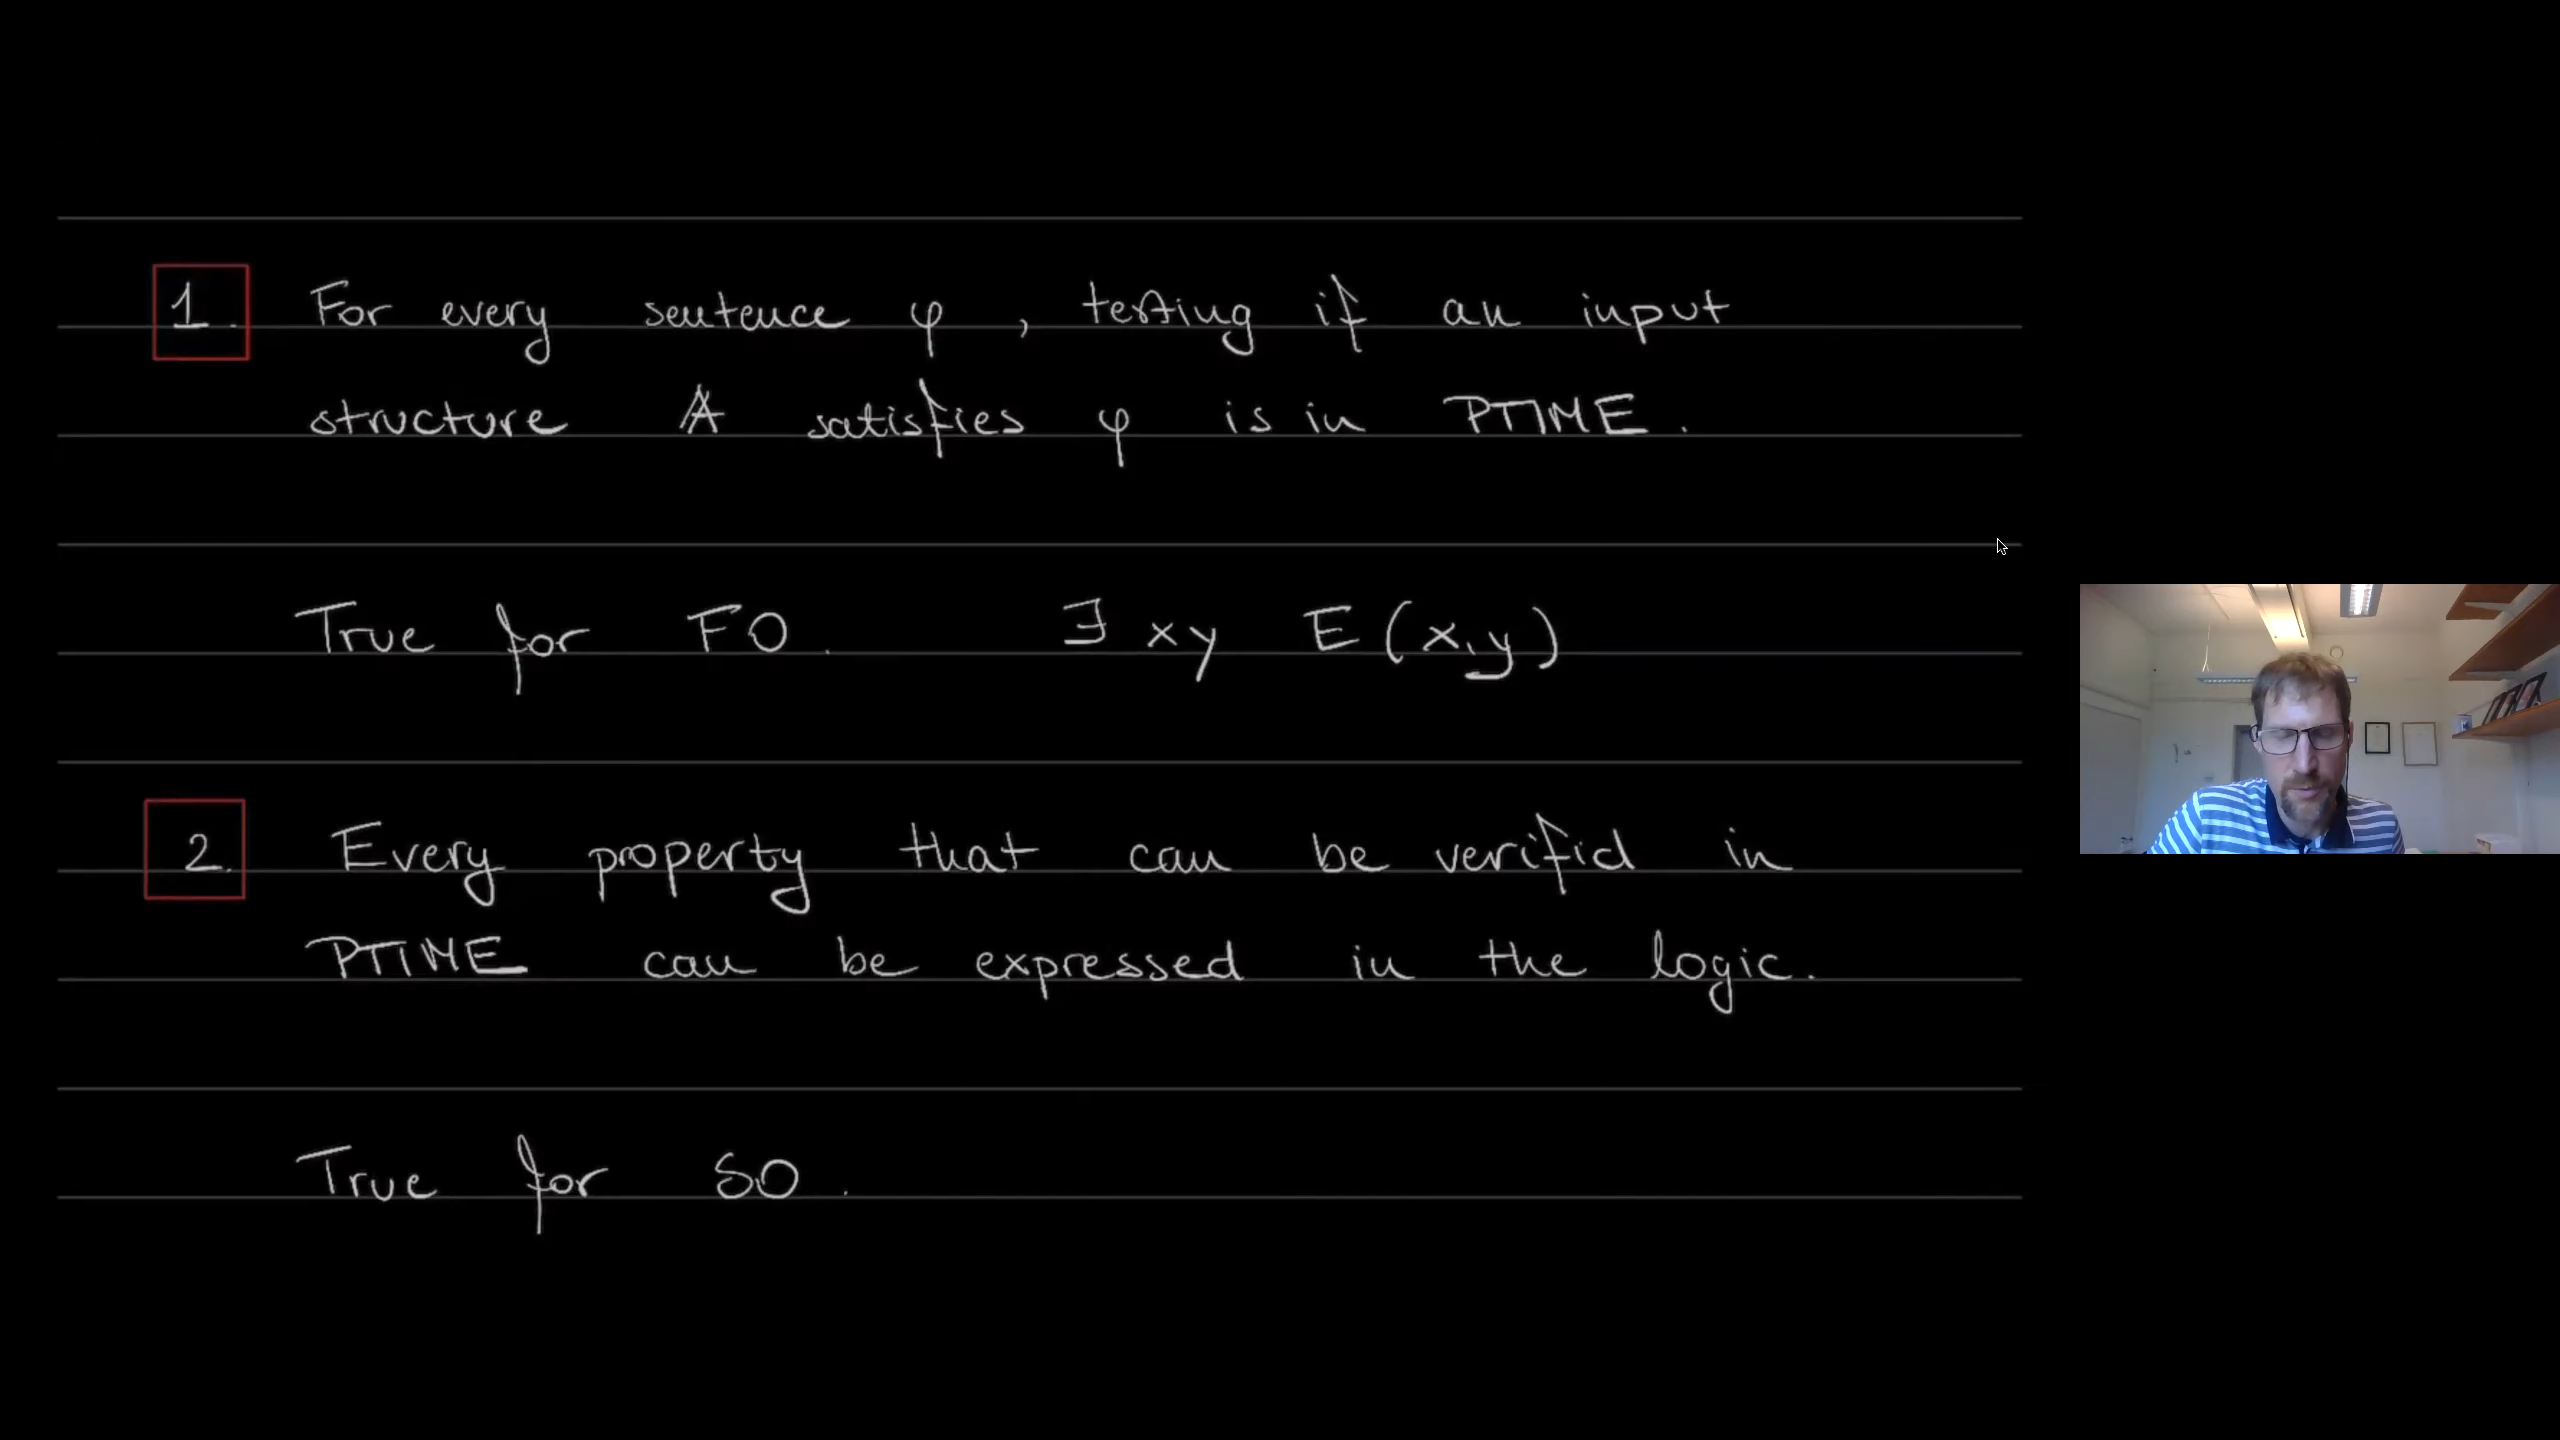 1. For every sentence φ, testing if an input
structure 𝔸 satisfies φ is in PTIME.
True for FO. ∃ xy E(x,y)
2. Every property that can be verifid in
PTIME can be expressed in the logic.
True for SO.